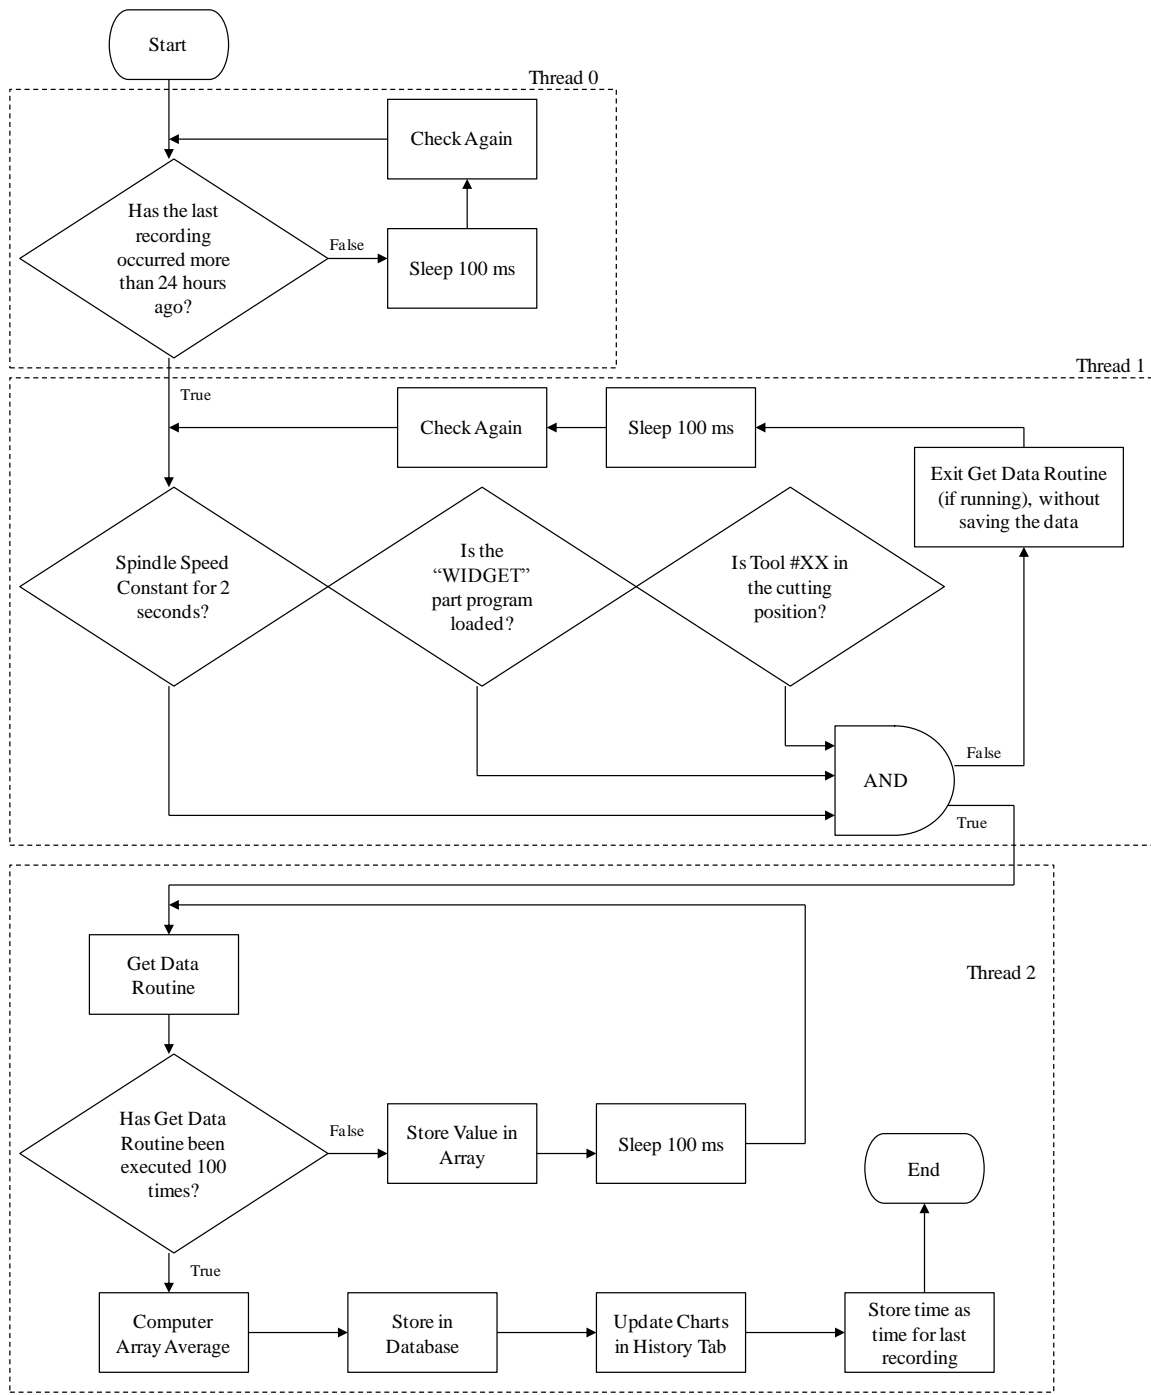 Start
Thread 0
Check Again
Has the last
recording
occurred more
than 24 hours
ago?
False
Sleep 100 ms
Thread 1
True
Check Again
Sleep 100 ms
Exit Get Data Routine
(if running), without
saving the data
Spindle Speed
Constant for 2
seconds?
Is the
“WIDGET”
part program
loaded?
Is Tool #XX in
the cutting
position?
AND
False
True
Get Data
Routine
Thread 2
Has Get Data
Routine been
executed 100
times?
False
Store Value in
Array
Sleep 100 ms
End
True
Computer
Array Average
Store in
Database
Update Charts
in History Tab
Store time as
time for last
recording